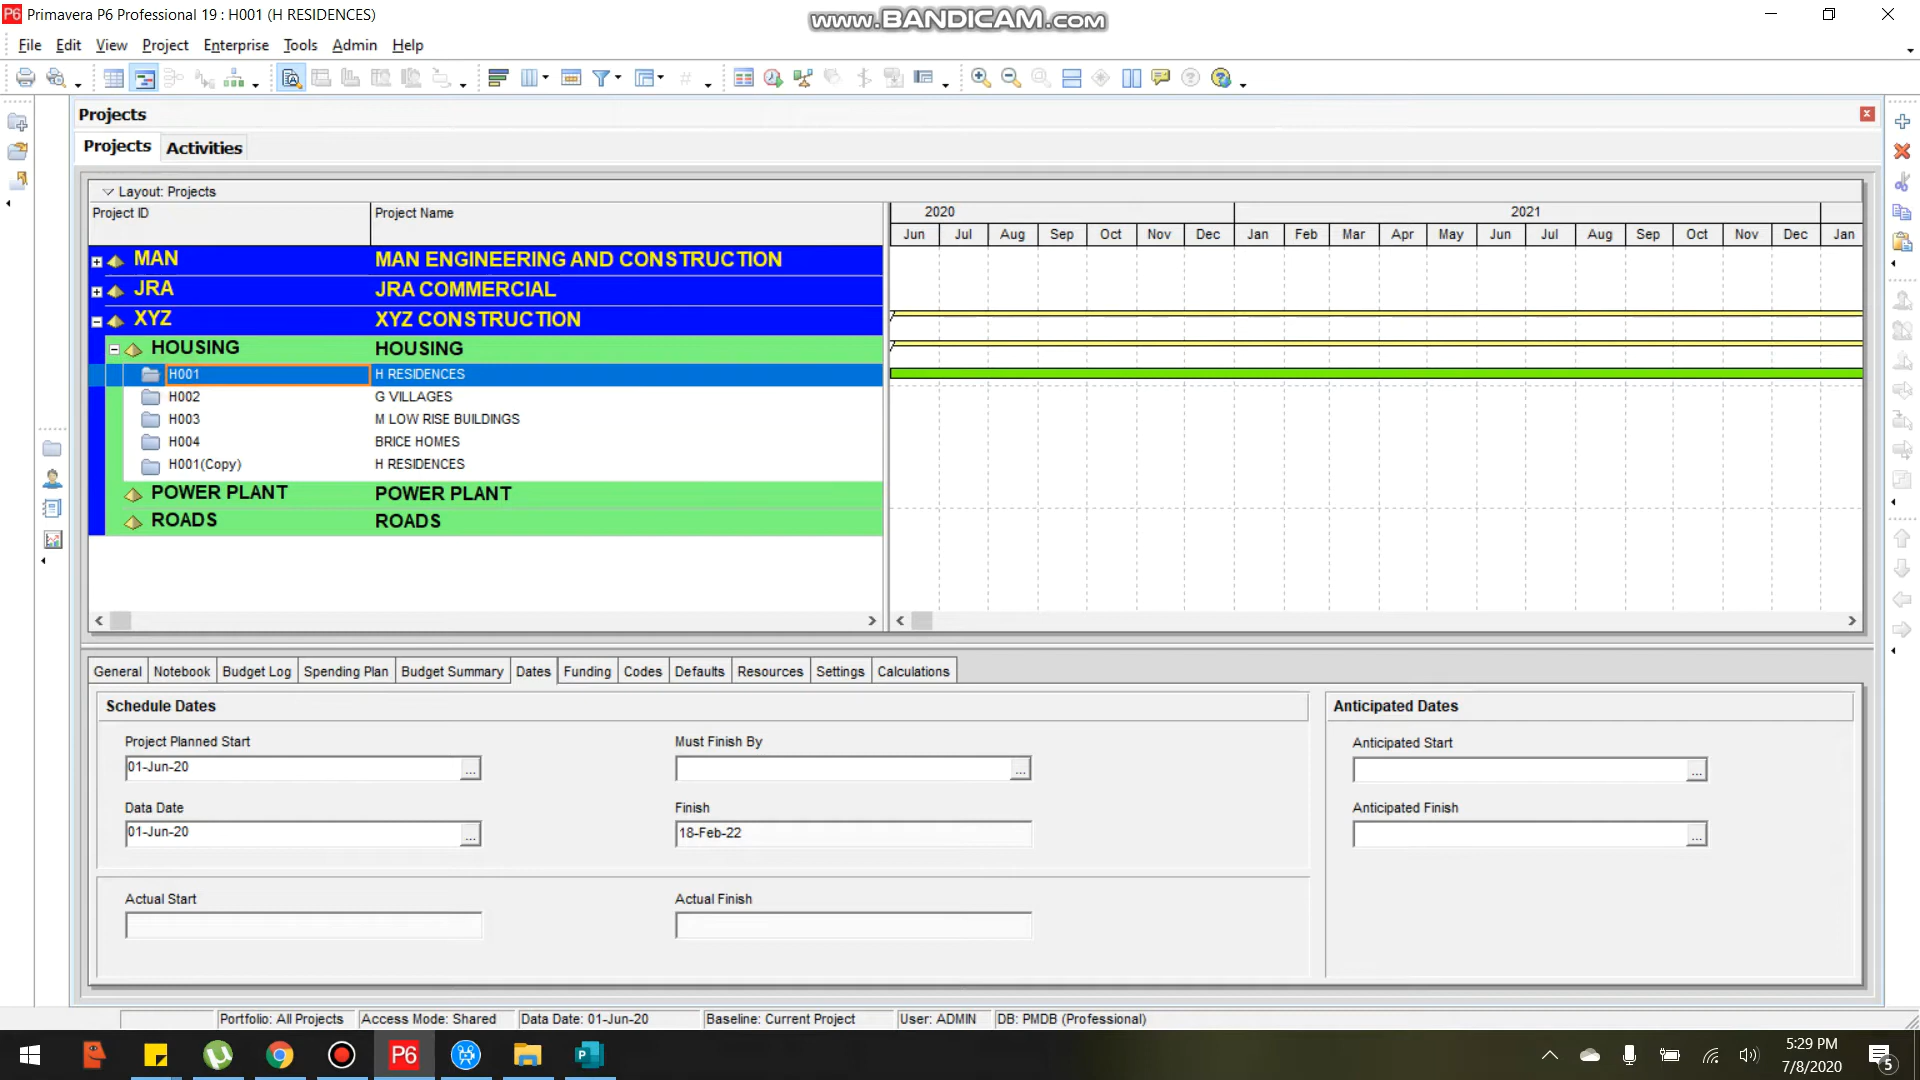 P6 Primavera P6 Professional 19 : H001 (H RESIDENCES)
www.BANDICAM.com
File Edit View Project Enterprise Tools Admin Help
Projects
Projects Activities
Layout: Projects
Project ID Project Name
2020 2021
Jun Jul Aug Sep Oct Nov Dec Jan Feb Mar Apr May Jun Jul Aug Sep Oct Nov Dec Jan
MAN MAN ENGINEERING AND CONSTRUCTION
JRA JRA COMMERCIAL
XYZ XYZ CONSTRUCTION
HOUSING HOUSING
H001 H RESIDENCES
H002 G VILLAGES
H003 M LOW RISE BUILDINGS
H004 BRICE HOMES
H001(Copy) H RESIDENCES
POWER PLANT POWER PLANT
ROADS ROADS
General Notebook Budget Log Spending Plan Budget Summary Dates Funding Codes Defaults Resources Settings Calculations
Schedule Dates Anticipated Dates
Project Planned Start Must Finish By Anticipated Start
01-Jun-20
Data Date Finish Anticipated Finish
01-Jun-20 18-Feb-22
Actual Start Actual Finish
Portfolio: All Projects Access Mode: Shared Data Date: 01-Jun-20 Baseline: Current Project User: ADMIN DB: PMDB (Professional)
P6
5:29 PM
7/8/2020
5